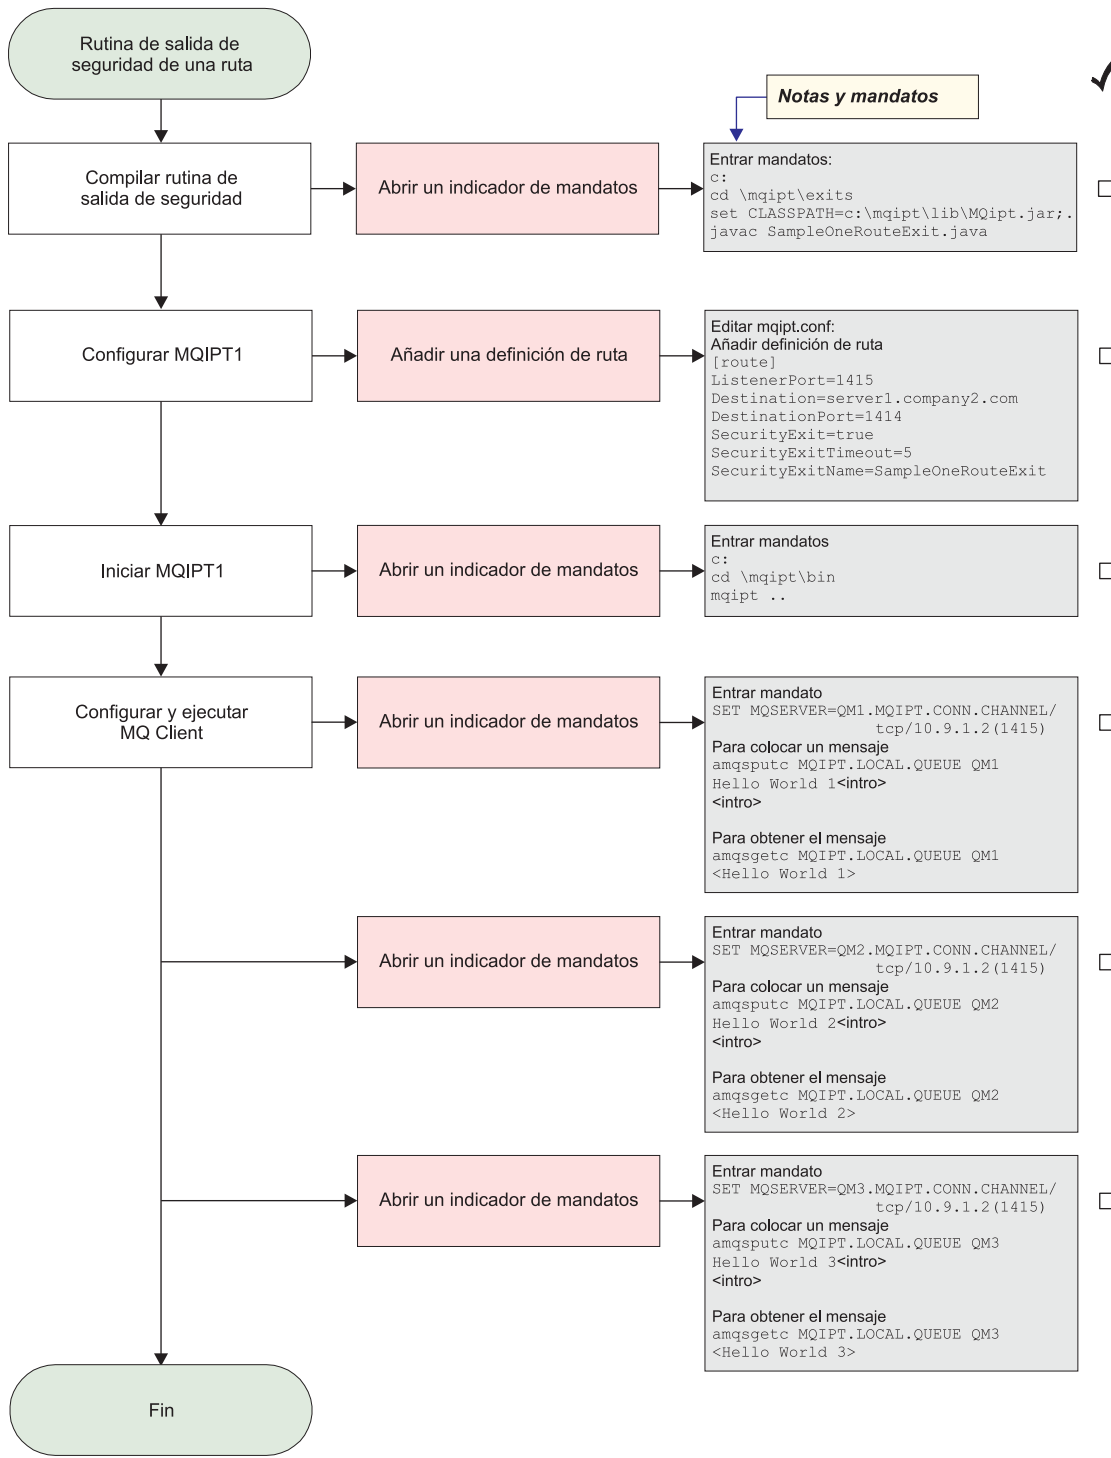 Rutina de salida de
seguridad de una ruta
Notas y mandatos
Compilar rutina de
salida de seguridad
Abrir un indicador de mandatos
Entrar mandatos:
c:
cd \mqipt\exits
set CLASSPATH=c:\mqipt\lib\MQipt.jar;.
javac SampleOneRouteExit.java
Configurar MQIPT1
Añadir una definición de ruta
Editar mqipt.conf:
Añadir definición de ruta
[route]
ListenerPort=1415
Destination=server1.company2.com
DestinationPort=1414
SecurityExit=true
SecurityExitTimeout=5
SecurityExitName=SampleOneRouteExit
Iniciar MQIPT1
Abrir un indicador de mandatos
Entrar mandatos
c:
cd \mqipt\bin
mqipt ..
Configurar y ejecutar
MQ Client
Abrir un indicador de mandatos
Entrar mandato
SET MQSERVER=QM1.MQIPT.CONN.CHANNEL/
tcp/10.9.1.2(1415)
Para colocar un mensaje
amqsputc MQIPT.LOCAL.QUEUE QM1
Hello World 1<intro>
<intro>
Para obtener el mensaje
amqsgetc MQIPT.LOCAL.QUEUE QM1
<Hello World 1>
Abrir un indicador de mandatos
Entrar mandato
SET MQSERVER=QM2.MQIPT.CONN.CHANNEL/
tcp/10.9.1.2(1415)
Para colocar un mensaje
amqsputc MQIPT.LOCAL.QUEUE QM2
Hello World 2<intro>
<intro>
Para obtener el mensaje
amqsgetc MQIPT.LOCAL.QUEUE QM2
<Hello World 2>
Abrir un indicador de mandatos
Entrar mandato
SET MQSERVER=QM3.MQIPT.CONN.CHANNEL/
tcp/10.9.1.2(1415)
Para colocar un mensaje
amqsputc MQIPT.LOCAL.QUEUE QM3
Hello World 3<intro>
<intro>
Para obtener el mensaje
amqsgetc MQIPT.LOCAL.QUEUE QM3
<Hello World 3>
Fin